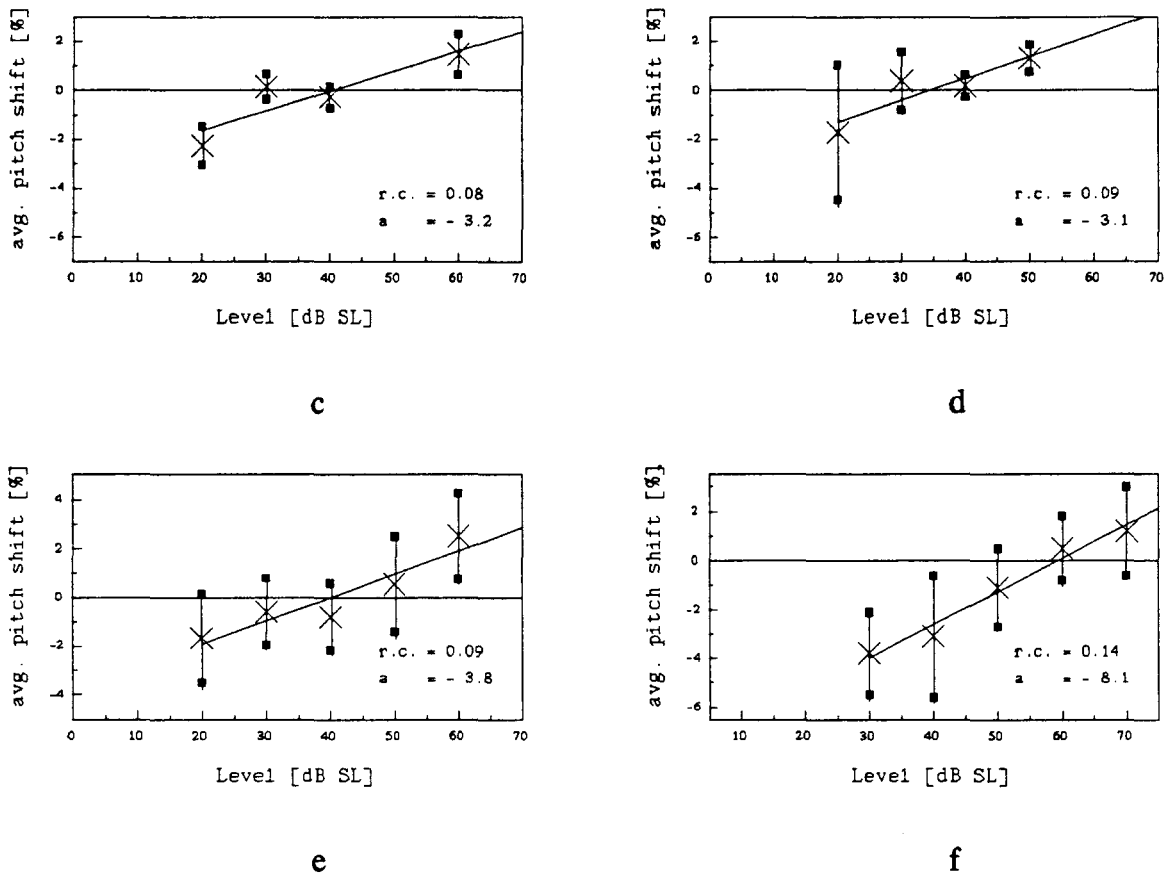 avg. pitch shift [%]
2
0
-2
-4
-6
r.c. = 0.08
a = - 3.2
0 10 20 30 40 50 60 70
Level [dB SL]
c
avg. pitch shift [%]
2
0
-2
-4
-6
r.c. = 0.09
a = - 3.1
0 10 20 30 40 50 60 70
Level [dB SL]
d
avg. pitch shift [%]
4
2
0
-2
-4
r.c. = 0.09
a = - 3.8
0 10 20 30 40 50 60 70
Level [dB SL]
e
avg. pitch shift [%]
2
0
-2
-4
-6
r.c. = 0.14
a = - 8.1
10 20 30 40 50 60 70
Level [dB SL]
f